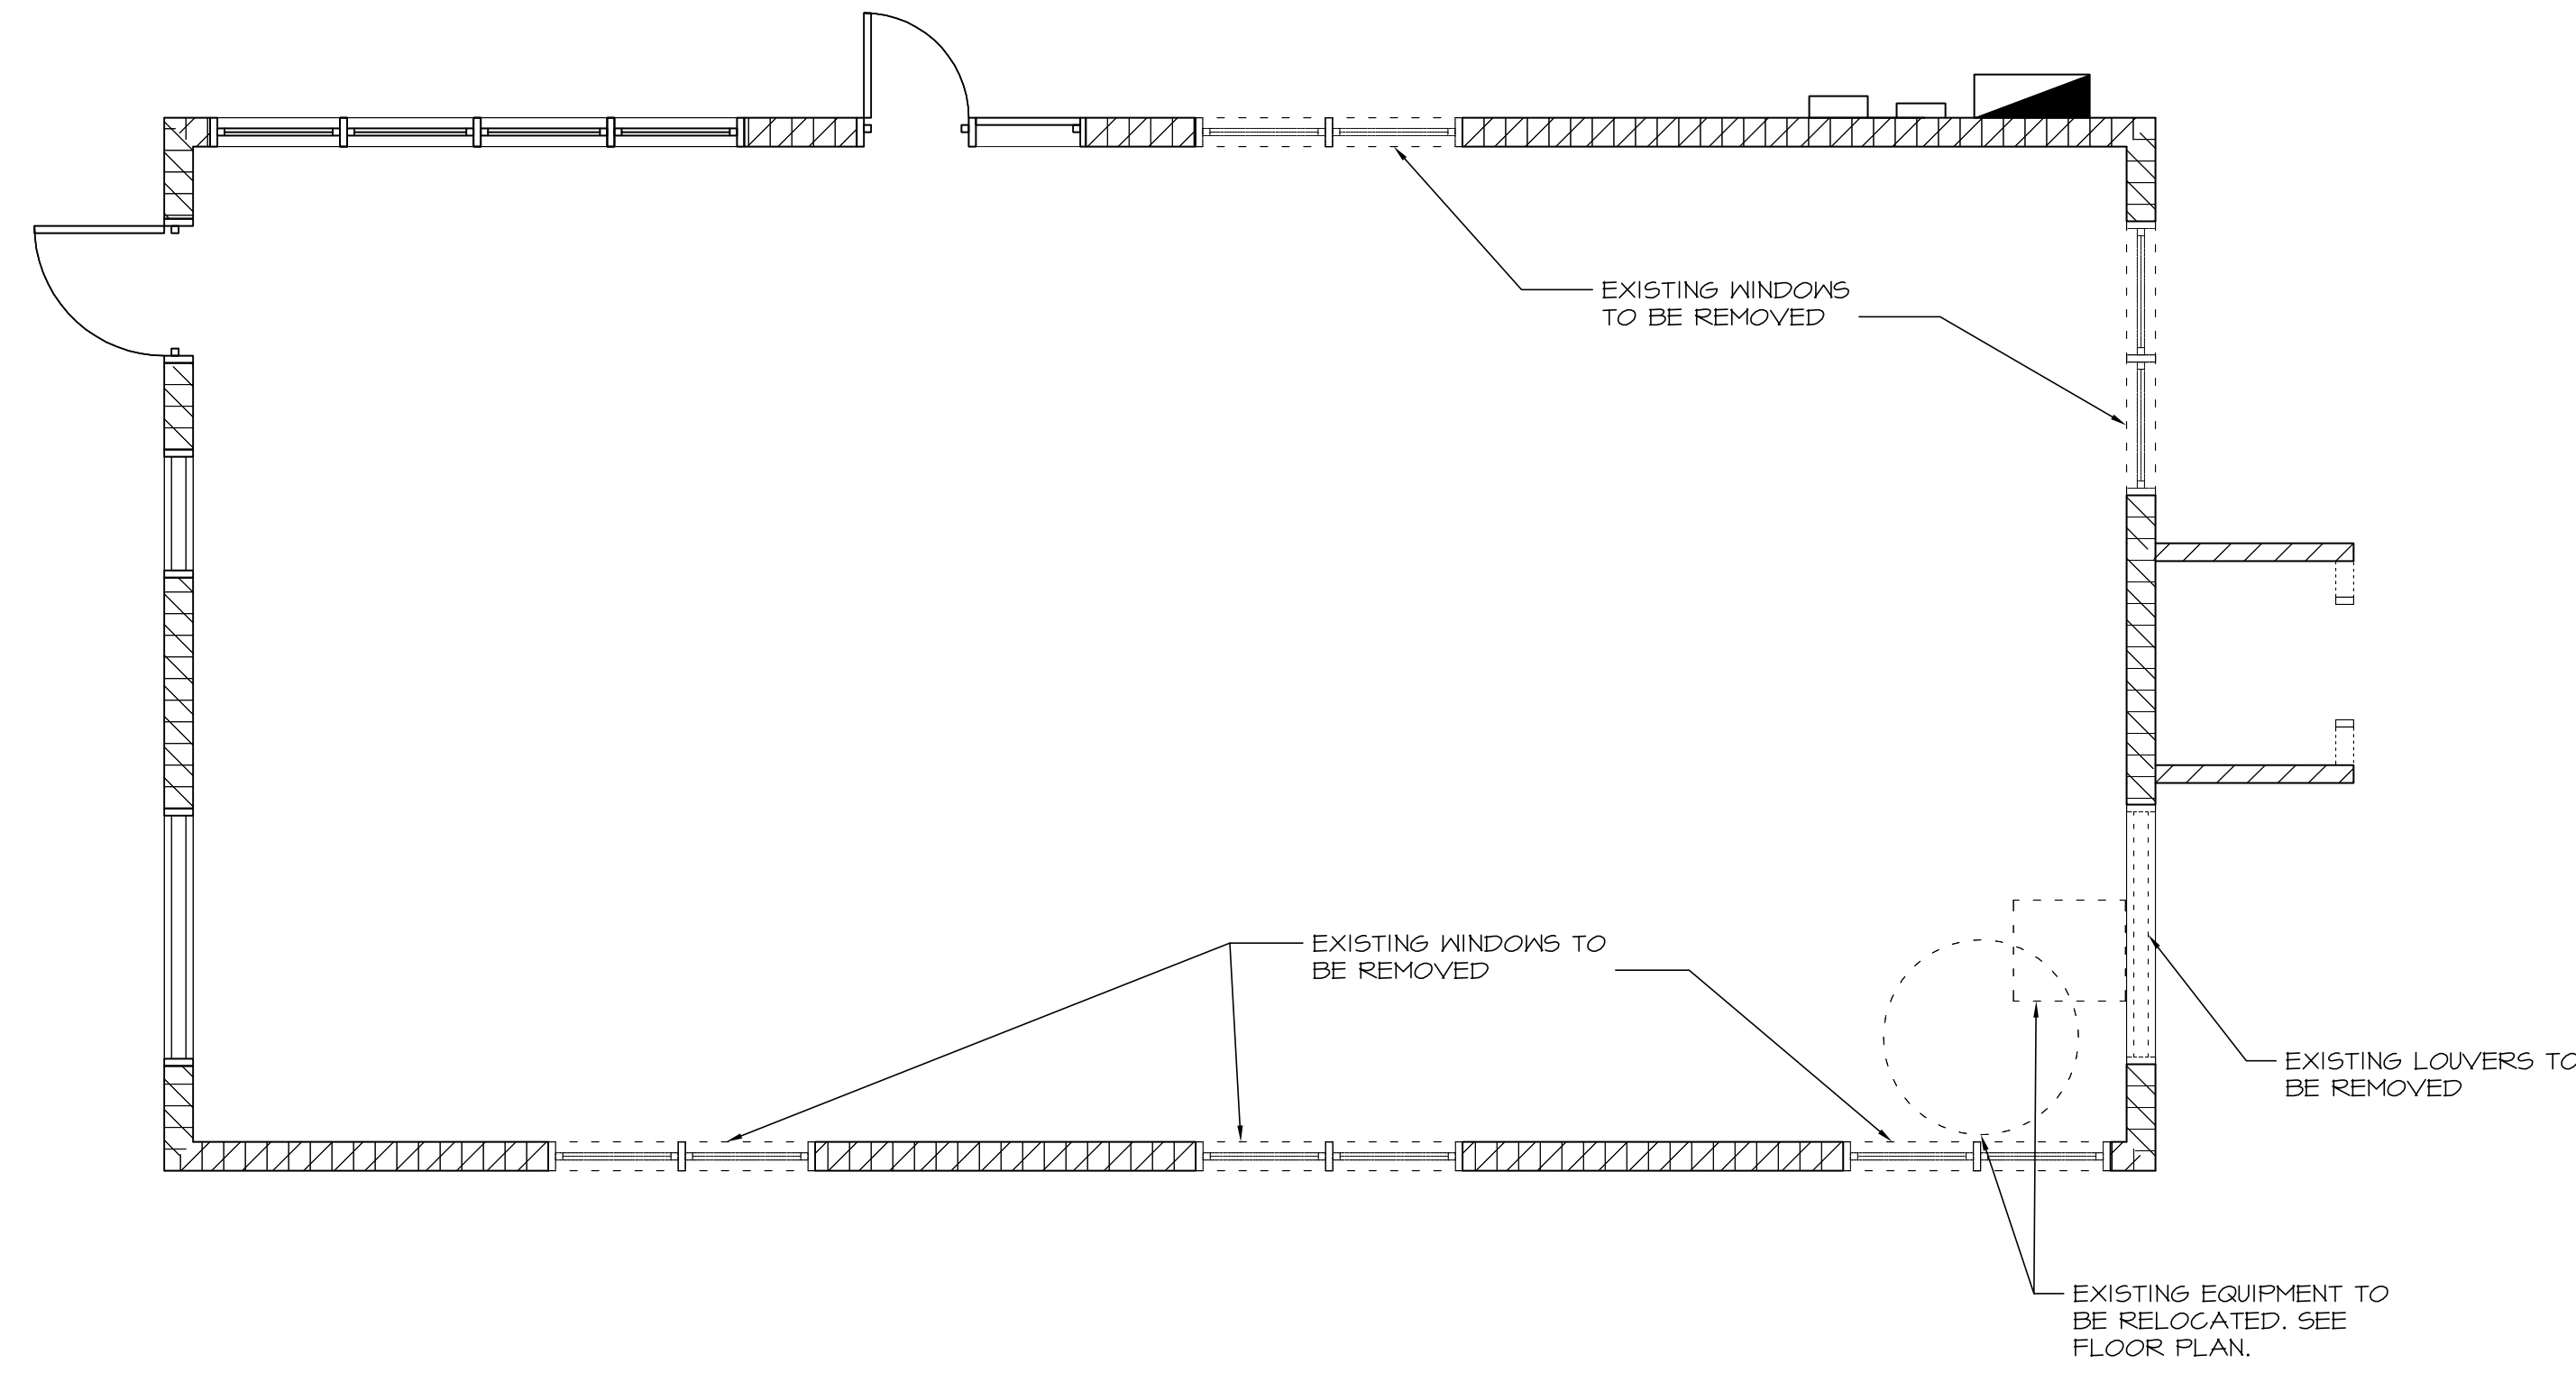 EXISTING WINDOWS
TO BE REMOVED
EXISTING WINDOWS TO
BE REMOVED
EXISTING LOUVERS TO
BE REMOVED
EXISTING EQUIPMENT TO
BE RELOCATED. SEE
FLOOR PLAN.